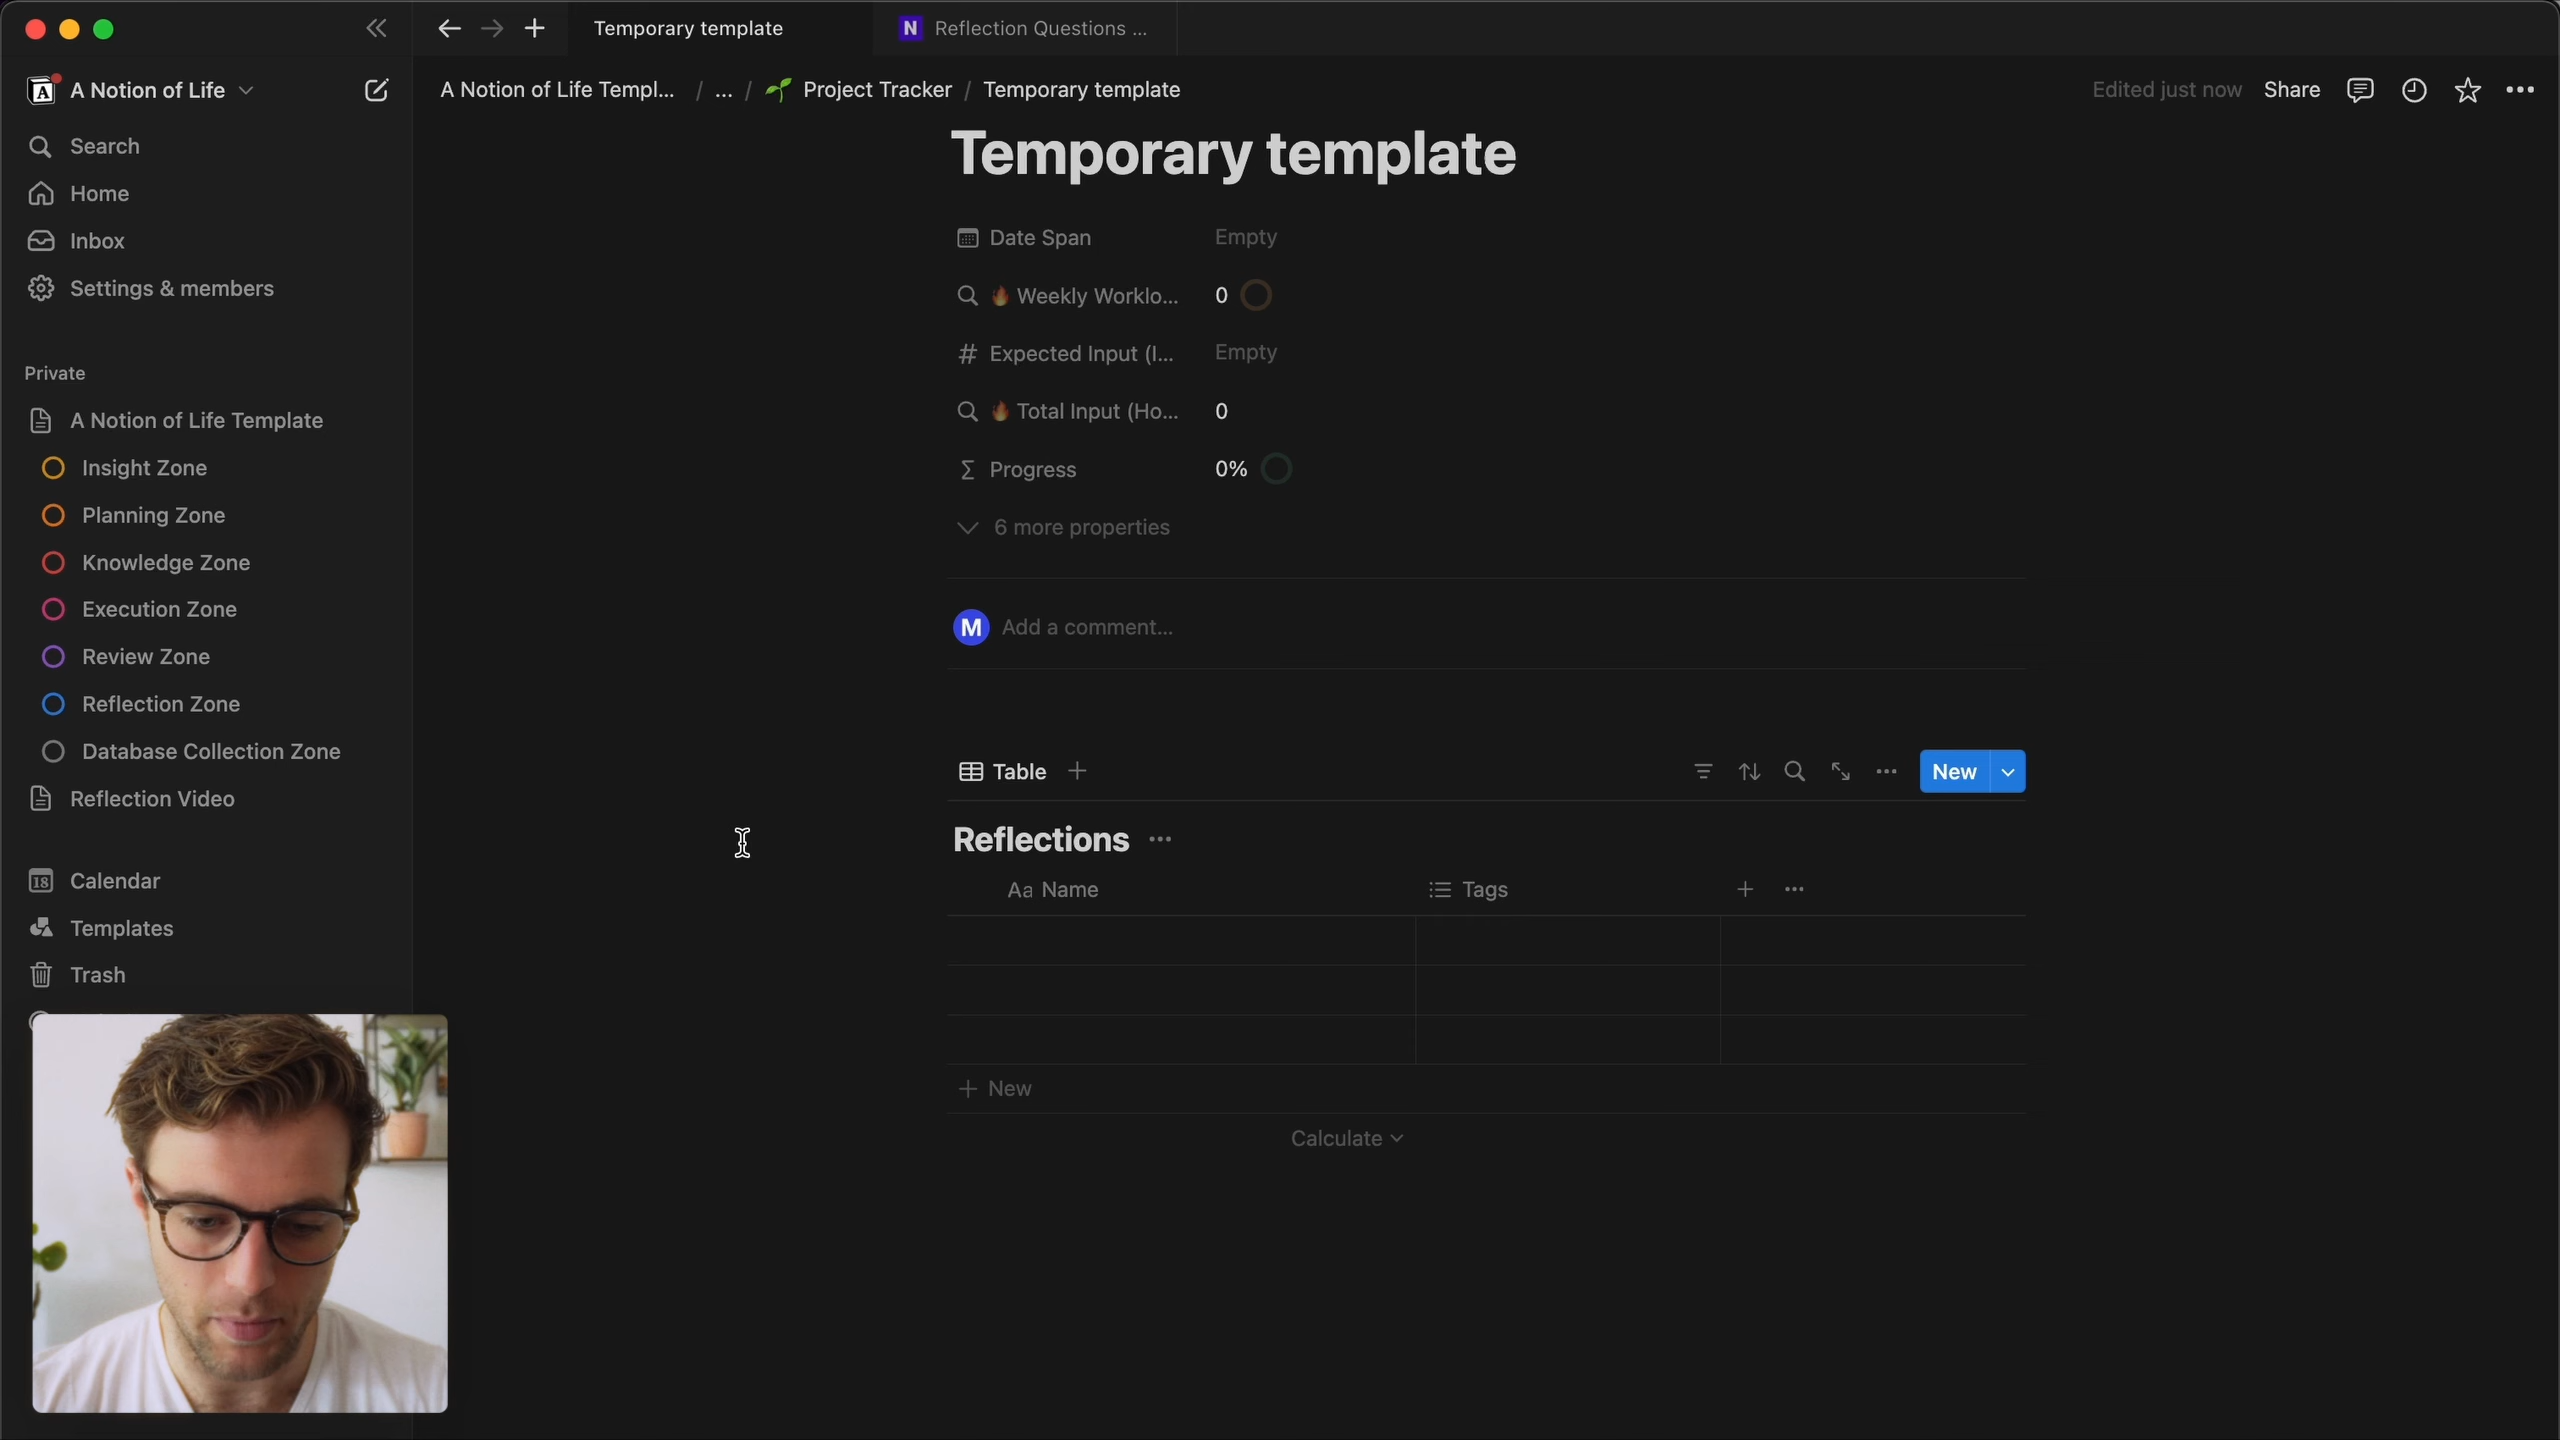 Temporary template
N Reflection Questions ...
A A Notion of Life
A Notion of Life Templ... / ... / Project Tracker / Temporary template
Edited just now Share
Search
Home
Inbox
Settings & members
Private
A Notion of Life Template
Insight Zone
Planning Zone
Knowledge Zone
Execution Zone
Review Zone
Reflection Zone
Database Collection Zone
Reflection Video
18 Calendar
Templates
Trash
Temporary template
Date Span Empty
Weekly Worklo... 0
# Expected Input (I... Empty
Total Input (Ho... 0
Σ Progress 0%
6 more properties
M Add a comment...
Table +
New
Reflections ...
Aa Name Tags + ...
+ New
Calculate